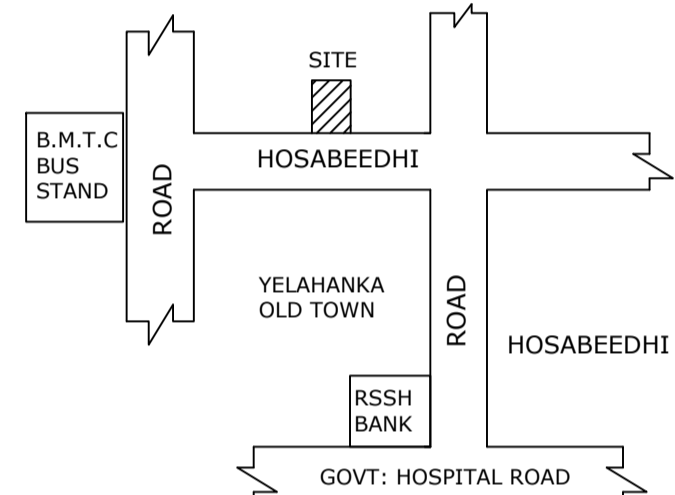 SITE
B.M.T.C
BUS
STAND
ROAD
HOSABEEDHI
YELAHANKA
OLD TOWN
ROAD
HOSABEEDHI
RSSH
BANK
GOVT: HOSPITAL ROAD